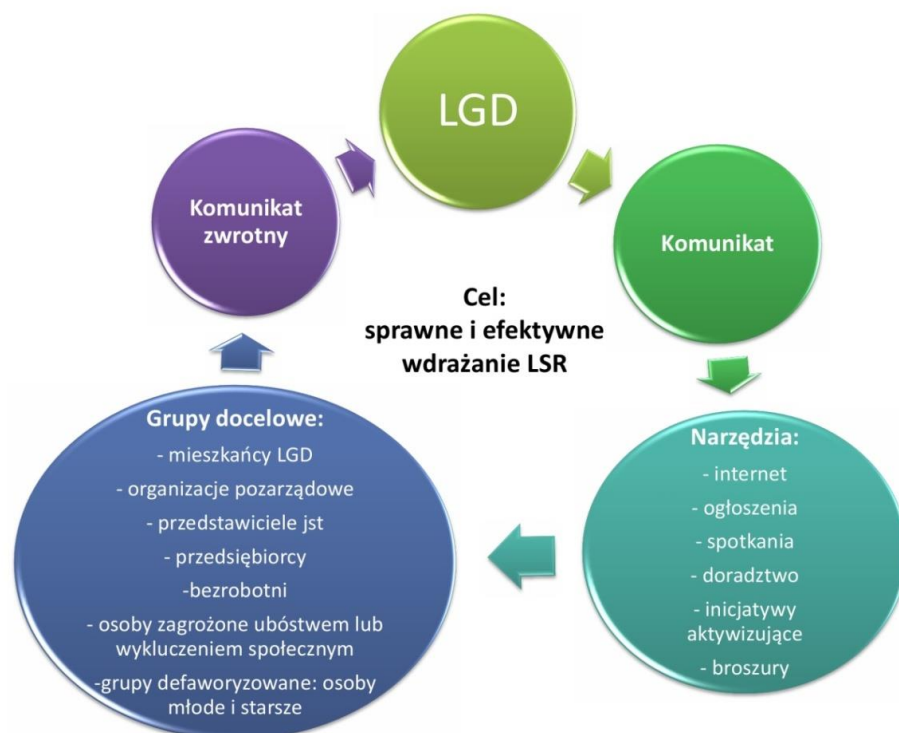 LGD
Komunikat
Narzędzia:
- internet
- ogłoszenia
- spotkania
- doradztwo
- inicjatywy
aktywizujące
- broszury
Grupy docelowe:
- mieszkańcy LGD
- organizacje pozarządowe
- przedstawiciele jst
- przedsiębiorcy
-bezrobotni
- osoby zagrożone ubóstwem lub
wykluczeniem społecznym
-grupy defaworyzowane: osoby
młode i starsze
Komunikat
zwrotny
Cel:
sprawne i efektywne
wdrażanie LSR